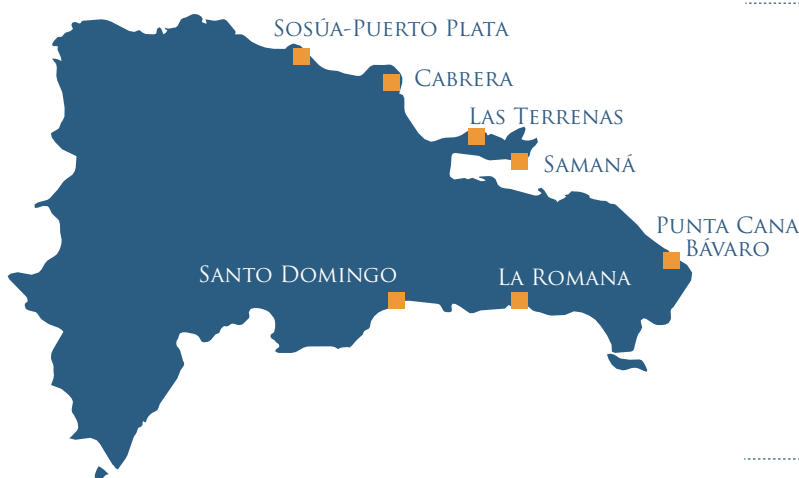 SOSÚA-PUERTO PLATA
CABRERA
LAS TERRENAS
SAMANÁ
PUNTA CANA
BÁVARO
SANTO DOMINGO
LA ROMANA